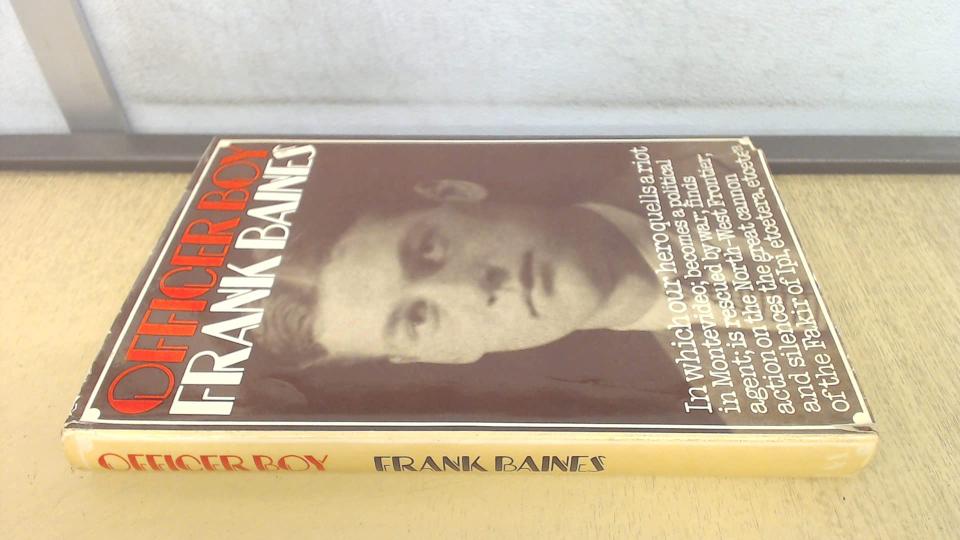 OFFICER BOY
FRANK BAINES
In which our hero quells a riot
in Montevideo; becomes a political
agent; is rescued by war; finds
action on the North-West Frontier,
and silences the great cannon
of the Fakir of Ipi, etcetera, etcetera
OFFICER BOY FRANK BAINES